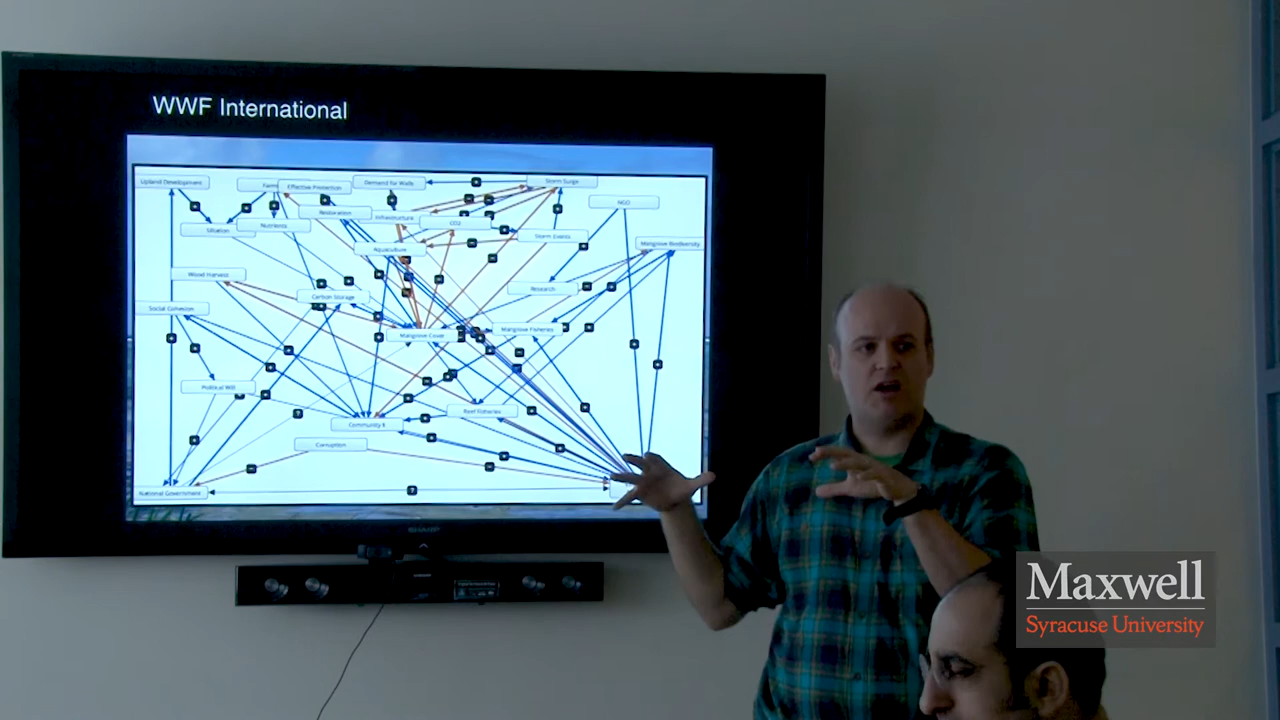 WWF International
Upland Development
Farms
Effective Protection
Demand for Walls
Storm Surge
Restoration
Infrastructure
NGO
Siltation
Nutrients
CO2
Storm Events
Aquaculture
Mangrove Biodiversity
Wood Harvest
Research
Carbon Storage
Social Cohesion
Mangrove Cover
Mangrove Fisheries
Political Will
Reef Fisheries
Community
Corruption
National Government
SHARP
Maxwell
Syracuse University